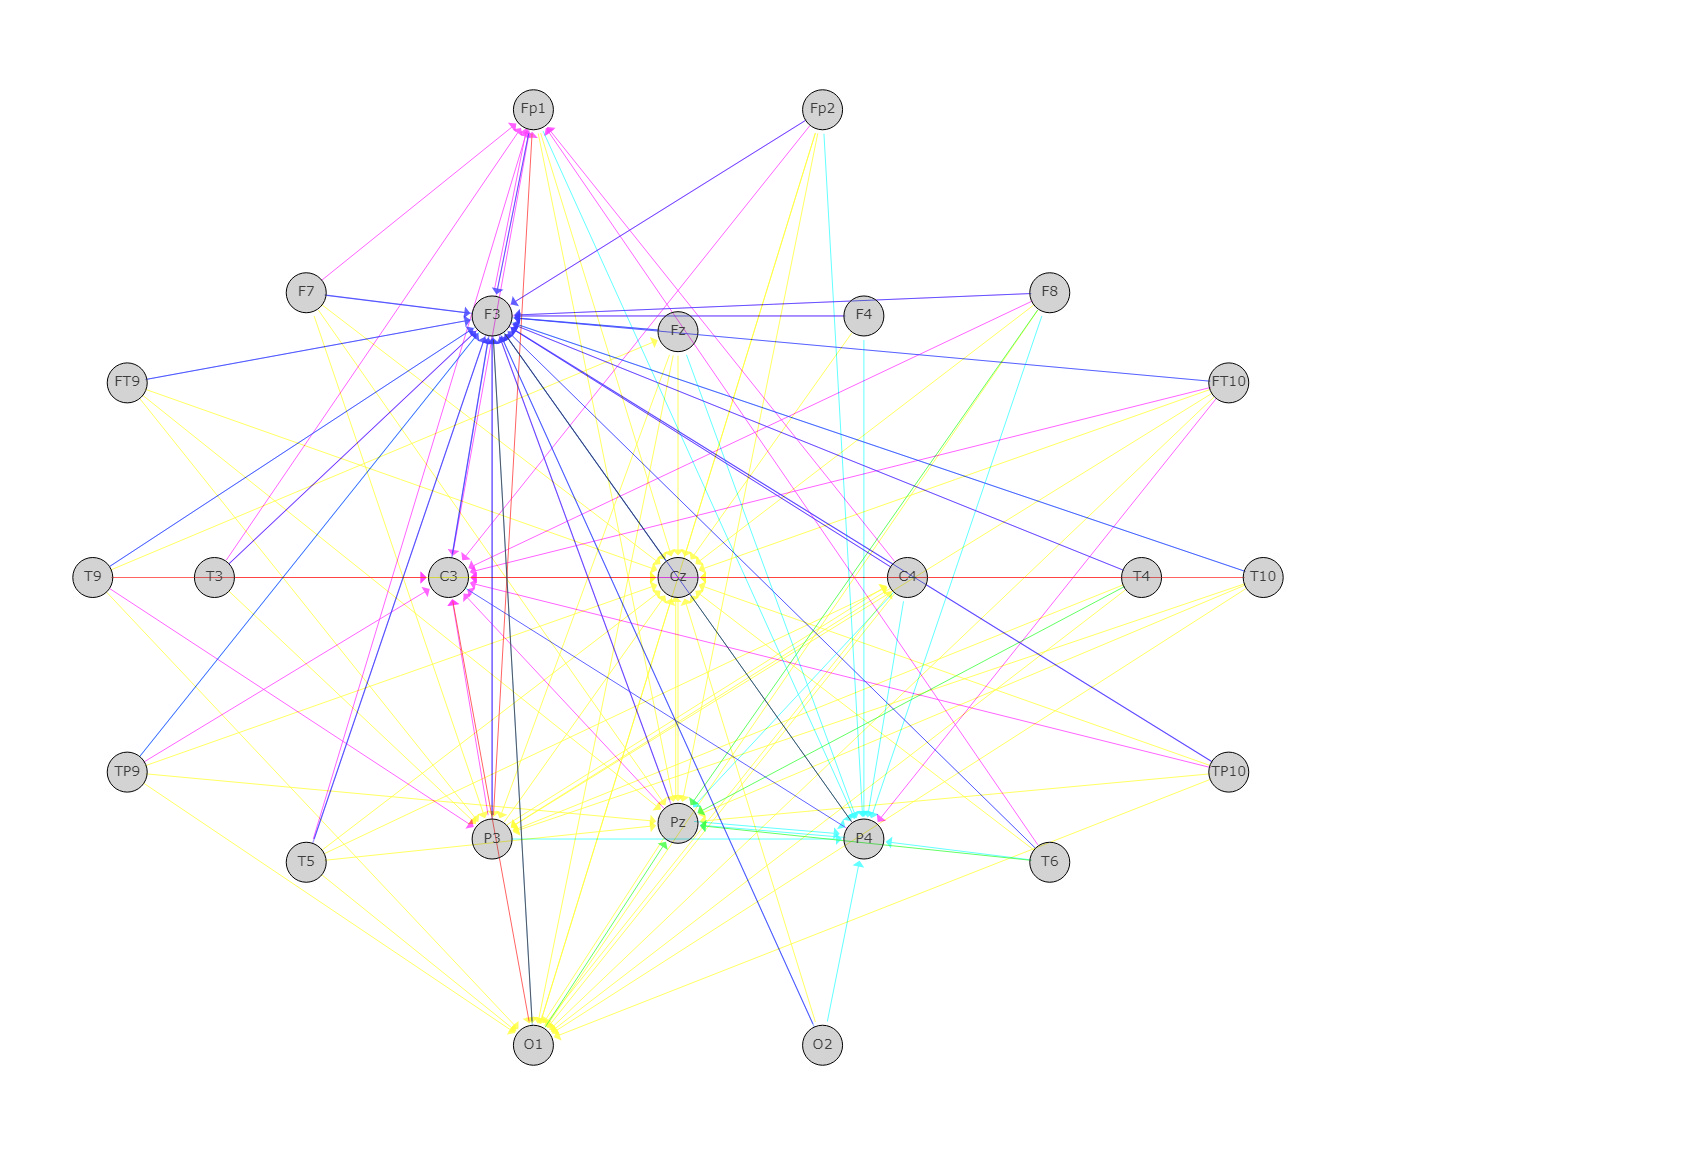 Fp1 Fp2
F7 F3 Fz F4 F8
FT9 FT10
T9 T3 C3 Cz C4 T4 T10
TP9 TP10
T5 P3 Pz P4 T6
O1 O2